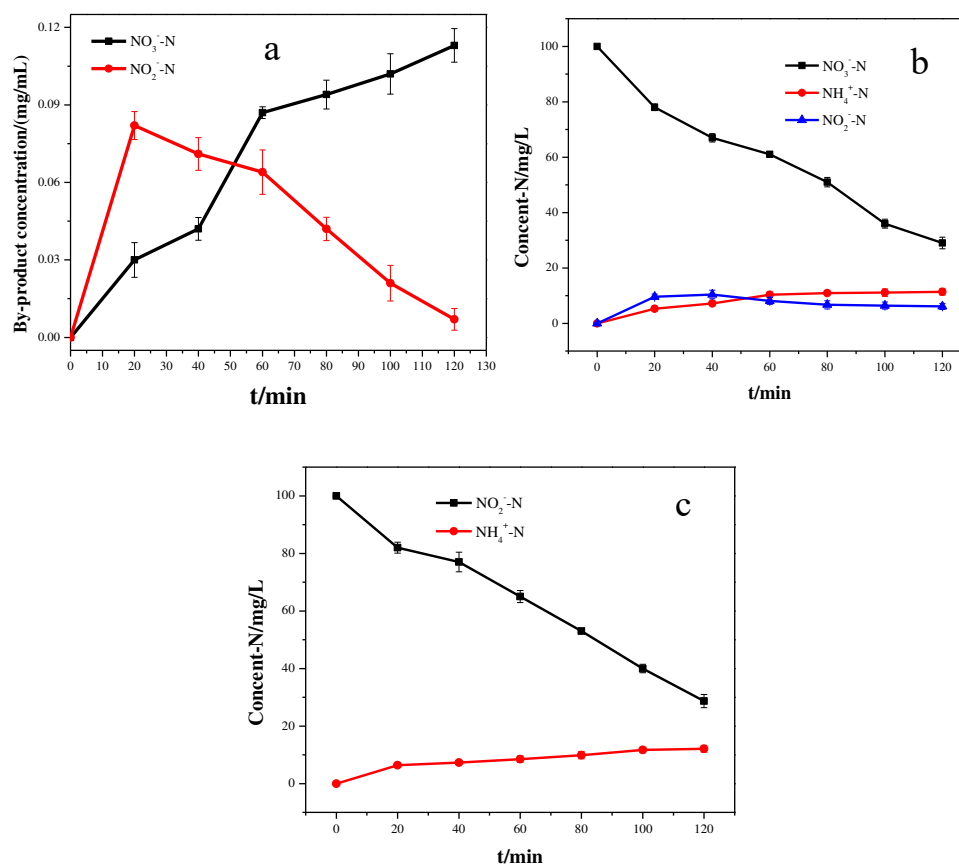 a
NO₃⁻-N
NO₂⁻-N
By-product concentration/(mg/mL)
0.12
0.09
0.06
0.03
0.00
0 10 20 30 40 50 60 70 80 90 100 110 120 130
t/min
b
NO₃⁻-N
NH₄⁺-N
NO₂⁻-N
Concent-N/mg/L
100
80
60
40
20
0
0 20 40 60 80 100 120
t/min
c
NO₂⁻-N
NH₄⁺-N
Concent-N/mg/L
100
80
60
40
20
0
0 20 40 60 80 100 120
t/min